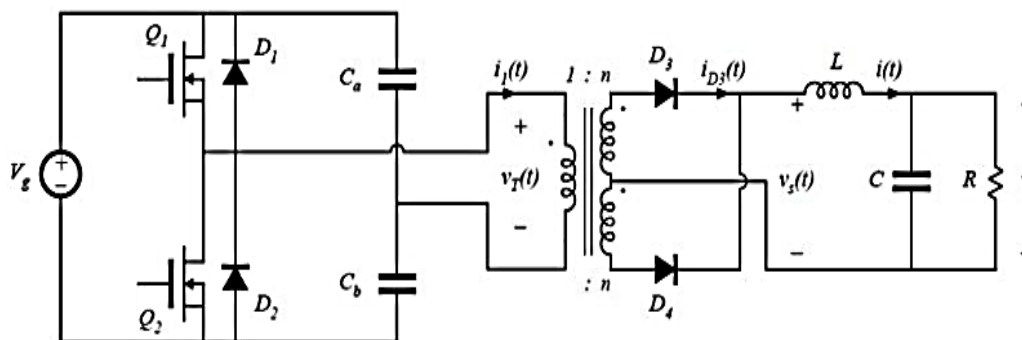 Q1
D1
Ca
i1(t)
1 : n
D3
iD3(t)
L
i(t)
+
+
Vg
+
−
vT(t)
vs(t)
C
R
−
−
Q2
D2
Cb
: n
D4